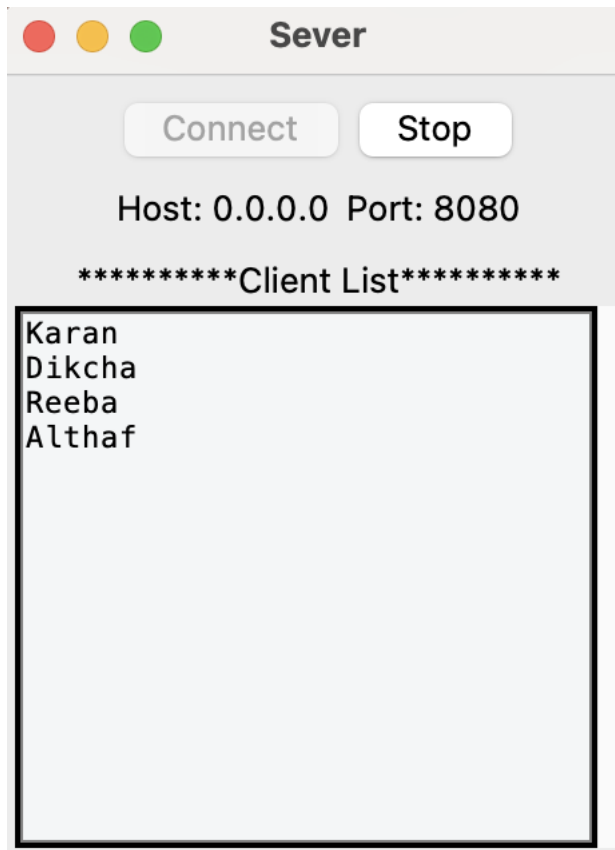 Sever
Connect Stop
Host: 0.0.0.0 Port: 8080
**********Client List**********
Karan
Dikcha
Reeba
Althaf